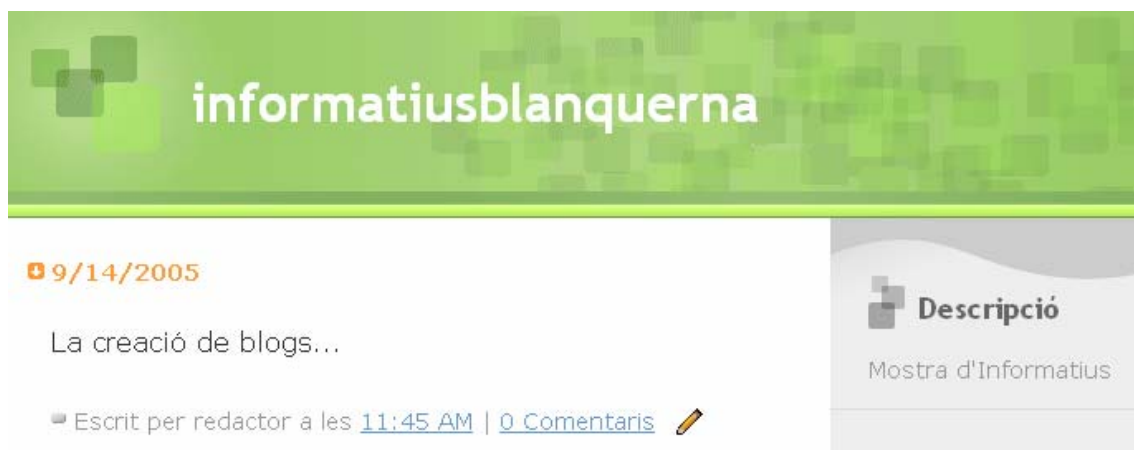 informatiusblanquerna
9/14/2005
La creació de blogs...
Escrit per redactor a les 11:45 AM | 0 Comentaris
Descripció
Mostra d'Informatius